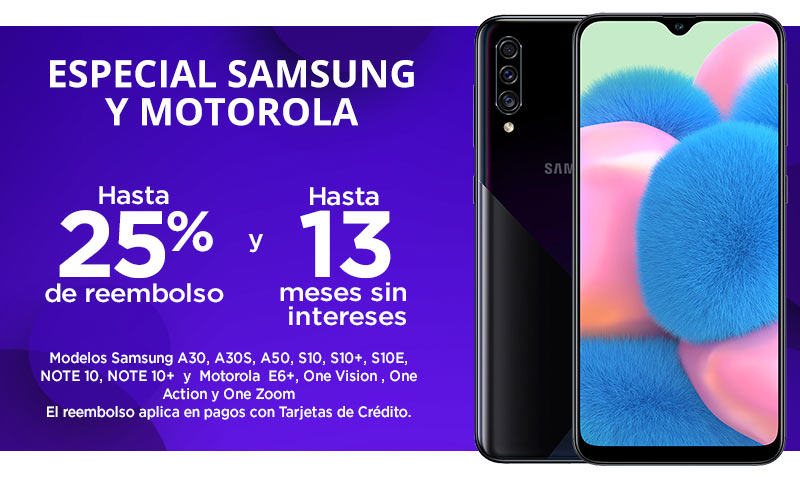 ESPECIAL SAMSUNG
Y MOTOROLA
Hasta
25%
de reembolso
y
Hasta
13
meses sin
intereses
Modelos Samsung A30, A30S, A50, S10, S10+, S10E,
NOTE 10, NOTE 10+ y Motorola E6+, One Vision , One
Action y One Zoom
El reembolso aplica en pagos con Tarjetas de Crédito.
SAM